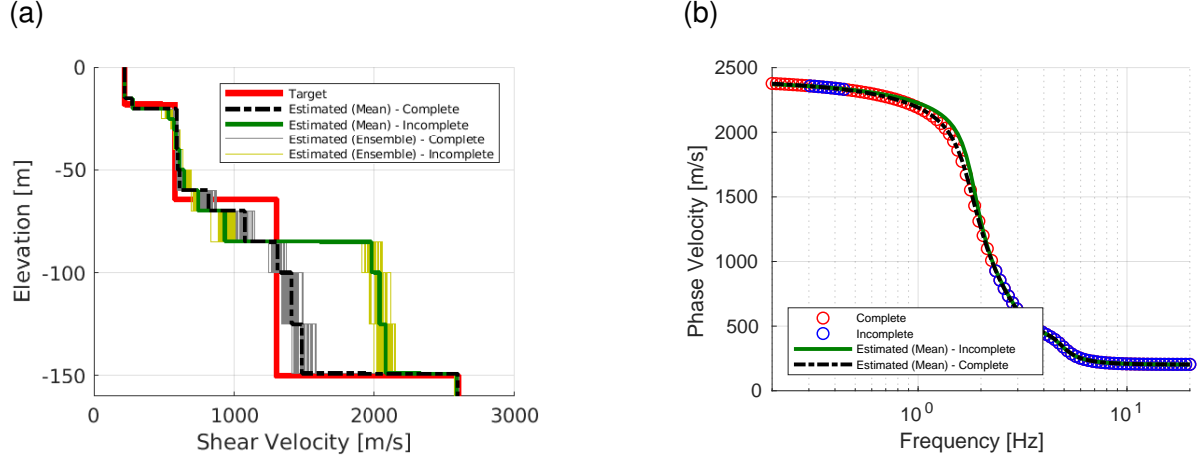 (a)
(b)
0
-50
-100
-150
Elevation [m]
0
1000
2000
3000
Shear Velocity [m/s]
Target
Estimated (Mean) - Complete
Estimated (Mean) - Incomplete
Estimated (Ensemble) - Complete
Estimated (Ensemble) - Incomplete
2500
2000
1500
1000
500
0
Phase Velocity [m/s]
10^0
10^1
Frequency [Hz]
Complete
Incomplete
Estimated (Mean) - Incomplete
Estimated (Mean) - Complete